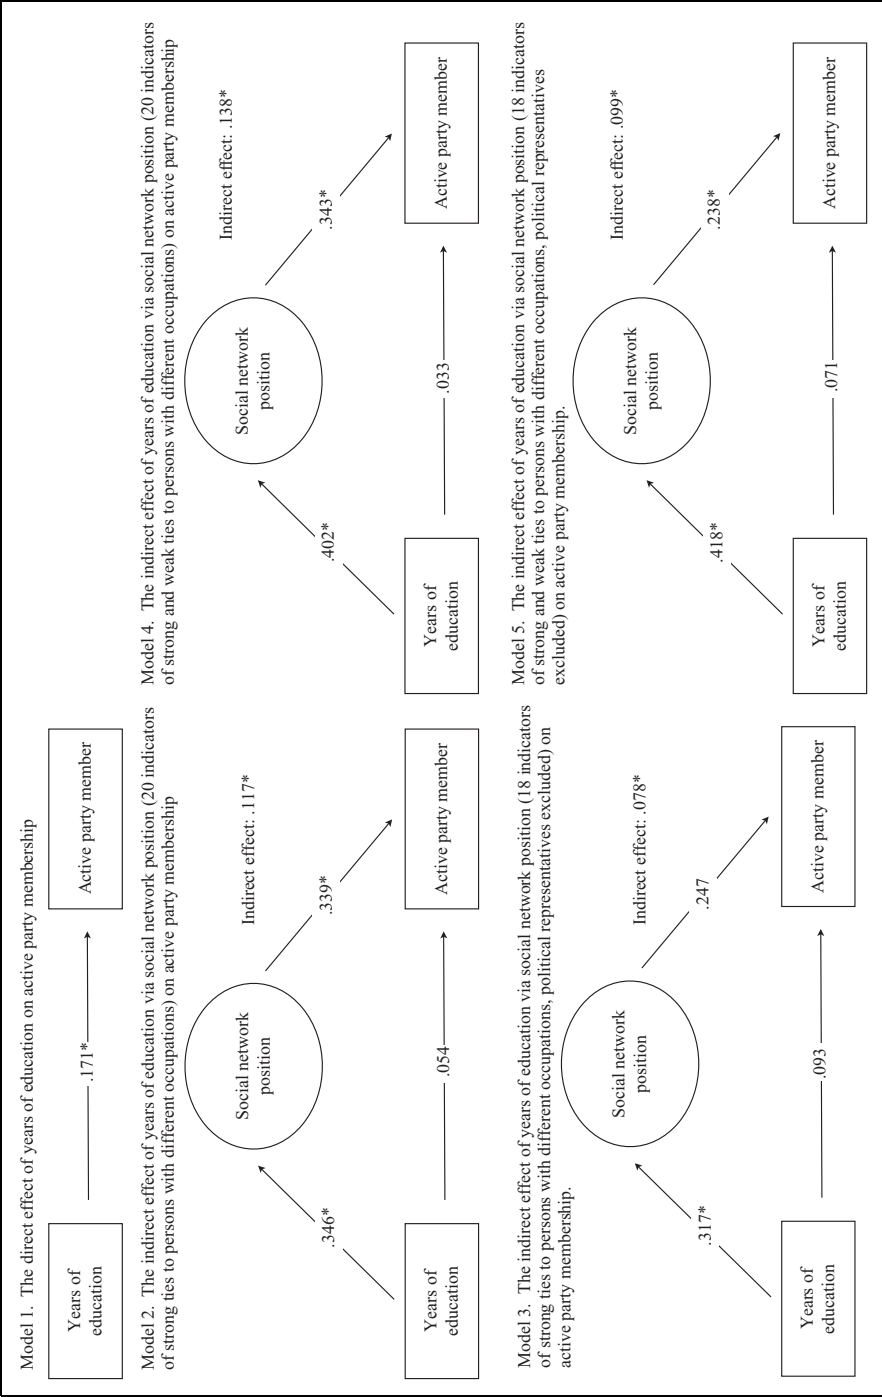 Model 1.  The direct effect of years of education on active party membership
Years of
education
.171*
Active party member
Model 2.  The indirect effect of years of education via social network position (20 indicators
of strong ties to persons with different occupations) on active party membership
Social network
position
Indirect effect: .117*
.346*
.339*
Years of
education
.054
Active party member
Model 3.  The indirect effect of years of education via social network position (18 indicators
of strong ties to persons with different occupations, political representatives excluded) on
active party membership.
Social network
position
Indirect effect: .078*
.317*
.247
Years of
education
.093
Active party member
Model 4.  The indirect effect of years of education via social network position (20 indicators
of strong and weak ties to persons with different occupations) on active party membership
Social network
position
Indirect effect: .138*
.402*
.343*
Years of
education
.033
Active party member
Model 5.  The indirect effect of years of education via social network position (18 indicators
of strong and weak ties to persons with different occupations, political representatives
excluded) on active party membership.
Social network
position
Indirect effect: .099*
.418*
.238*
Years of
education
.071
Active party member